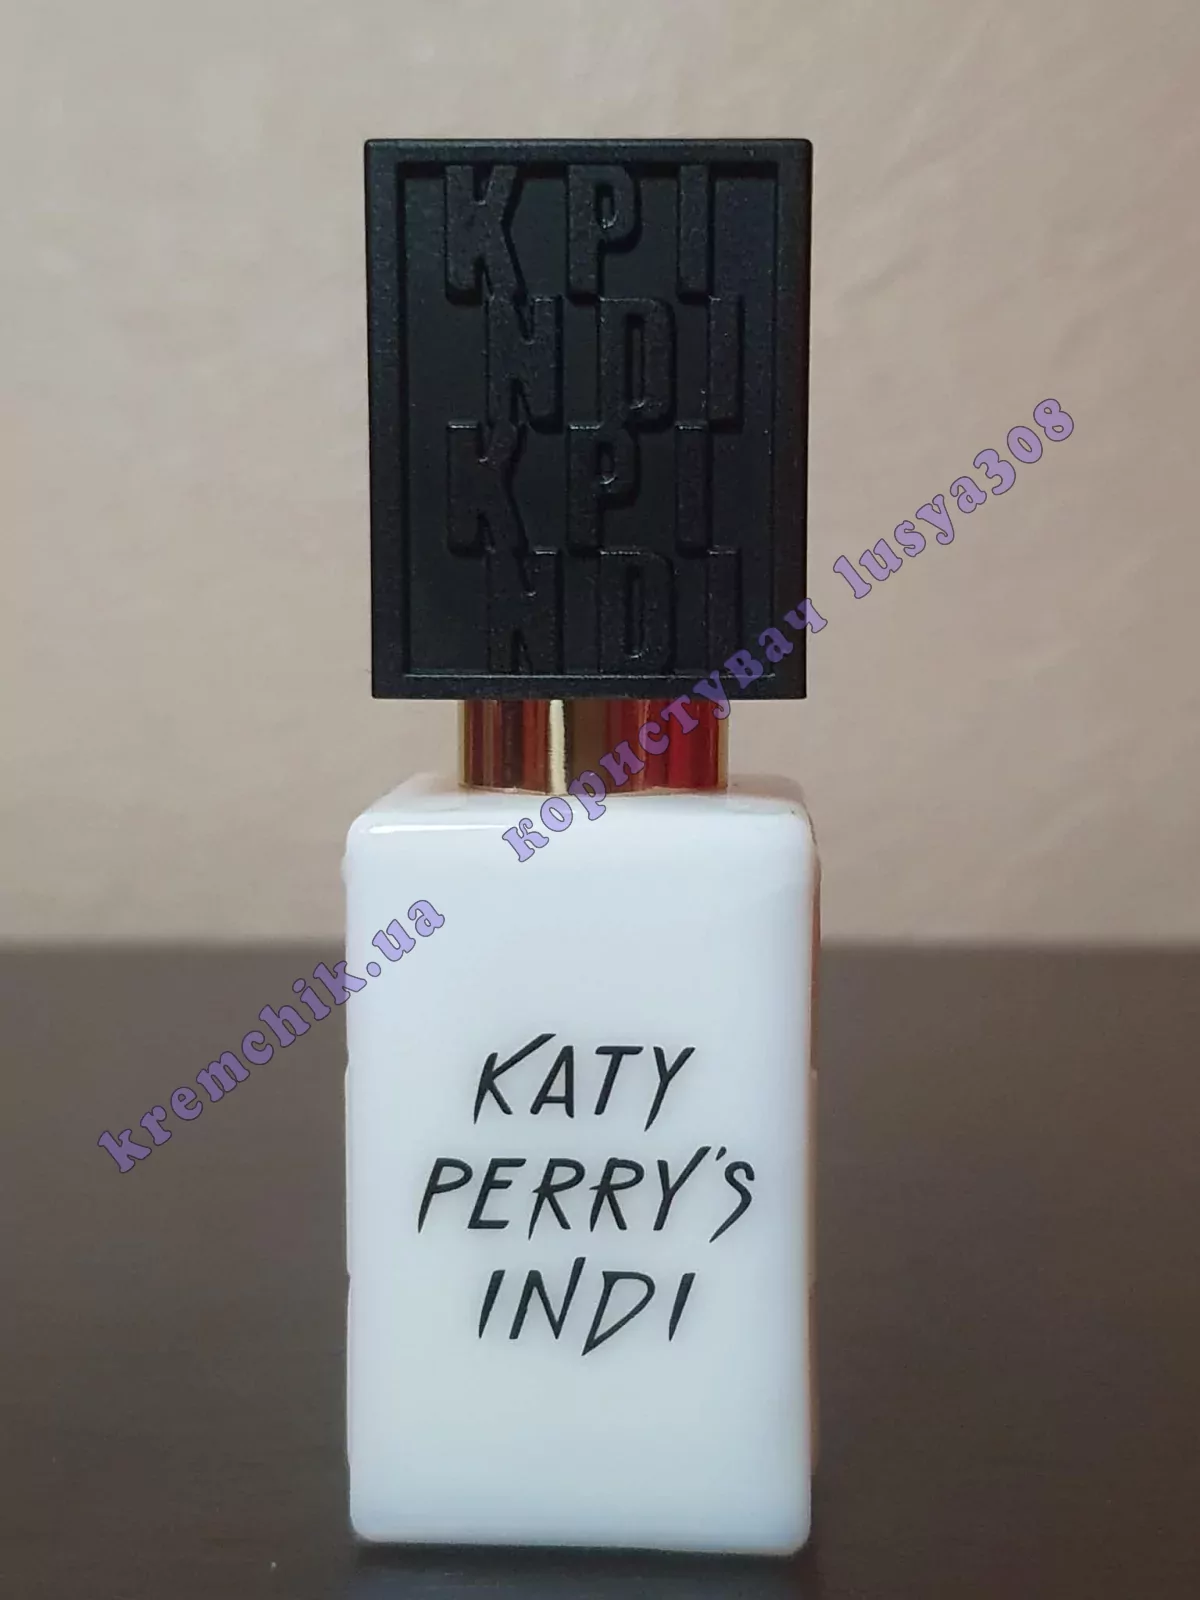 KPI
NDI
KPI
NDI
KATY
PERRY'S
INDI
kremchik.ua користувач lusya308